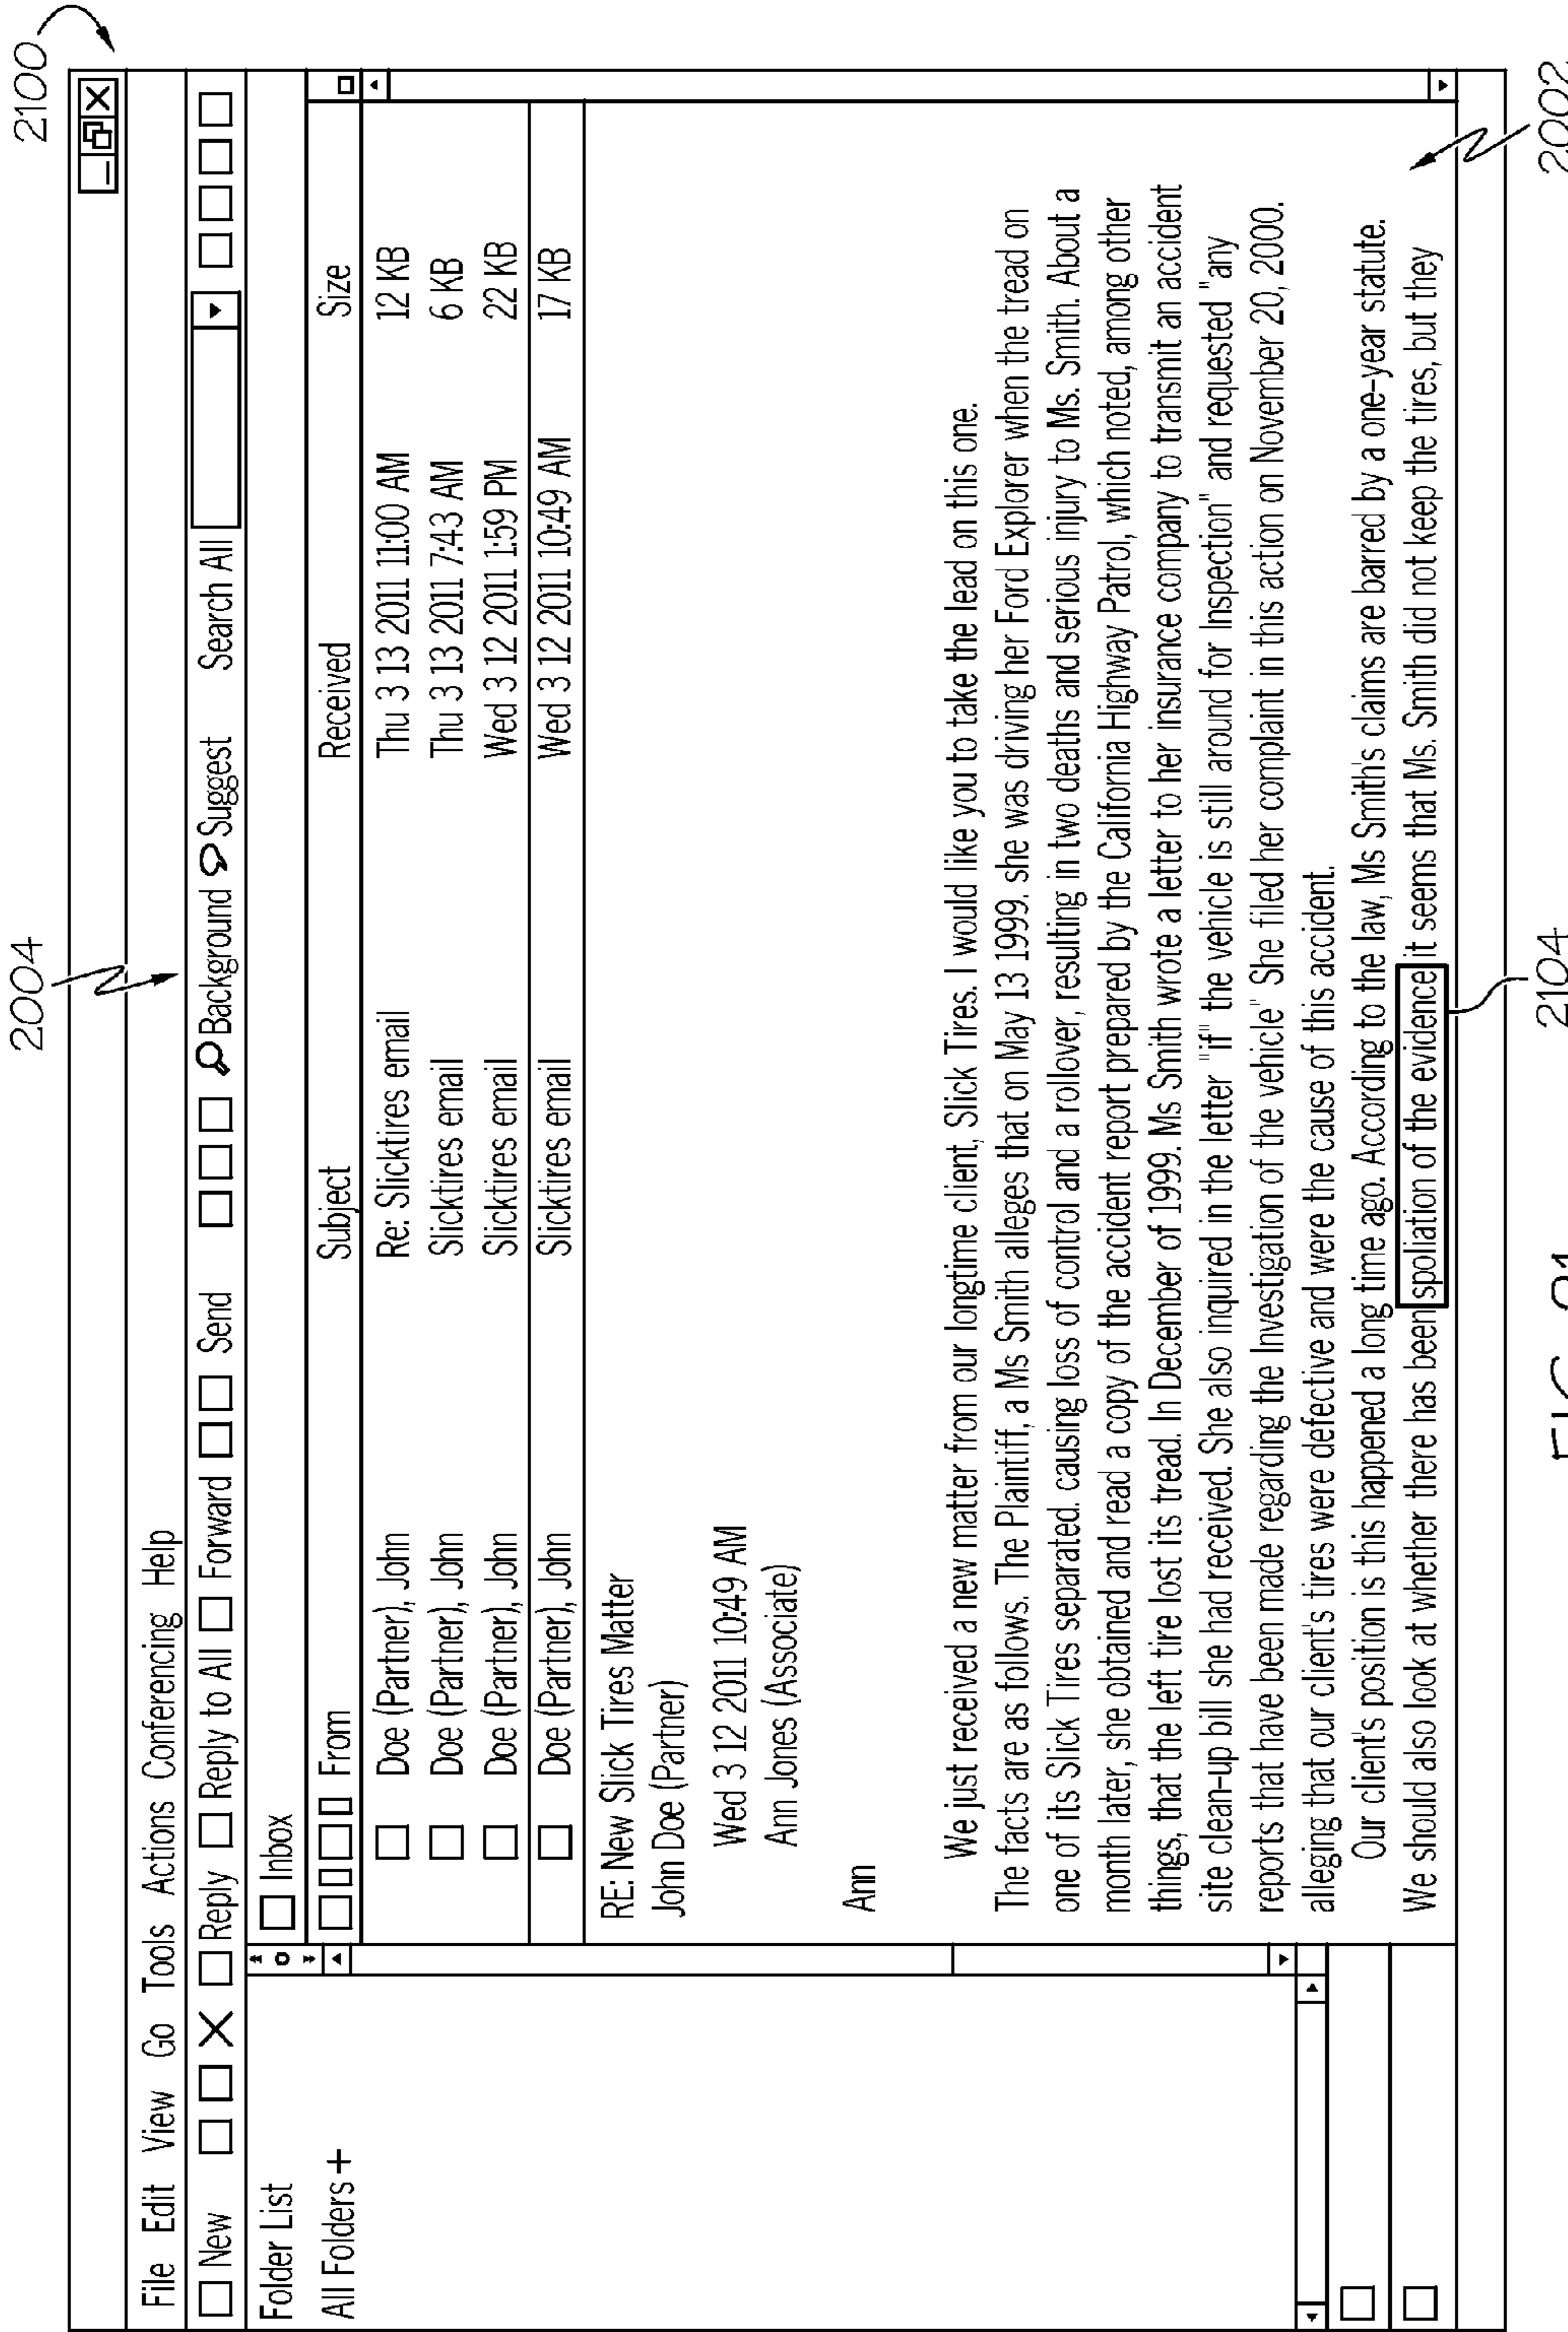 2100
2004
File Edit View Go Tools Actions Conferencing Help
New Reply Reply to All Forward Send Background Suggest Search All
Folder List
Inbox
All Folders +
From Subject Received Size
Doe (Partner), John Re: Slicktires email Thu 3 13 2011 11:00 AM 12 KB
Doe (Partner), John Slicktires email Thu 3 13 2011 7:43 AM 6 KB
Doe (Partner), John Slicktires email Wed 3 12 2011 1:59 PM 22 KB
Doe (Partner), John Slicktires email Wed 3 12 2011 10:49 AM 17 KB
RE: New Slick Tires Matter
John Doe (Partner)
Wed 3 12 2011 10:49 AM
Ann Jones (Associate)
Ann
We just received a new matter from our longtime client, Slick Tires. I would like you to take the lead on this one.
The facts are as follows. The Plaintiff, a Ms Smith alleges that on May 13 1999. she was driving her Ford Explorer when the tread on
one of its Slick Tires separated. causing loss of control and a rollover, resulting in two deaths and serious injury to Ms. Smith. About a
month later, she obtained and read a copy of the accident report prepared by the California Highway Patrol, which noted, among other
things, that the left tire lost its tread. In December of 1999. Ms Smith wrote a letter to her insurance company to transmit an accident
site clean-up bill she had received. She also inquired in the letter "if" the vehicle is still around for Inspection" and requested "any
reports that have been made regarding the Investigation of the vehicle" She filed her complaint in this action on November 20, 2000.
alleging that our client's tires were defective and were the cause of this accident.
Our client's position is this happened a long time ago. According to the law, Ms Smith's claims are barred by a one-year statute.
We should also look at whether there has been spoliation of the evidence it seems that Ms. Smith did not keep the tires, but they
2104
2002
FIG. 21